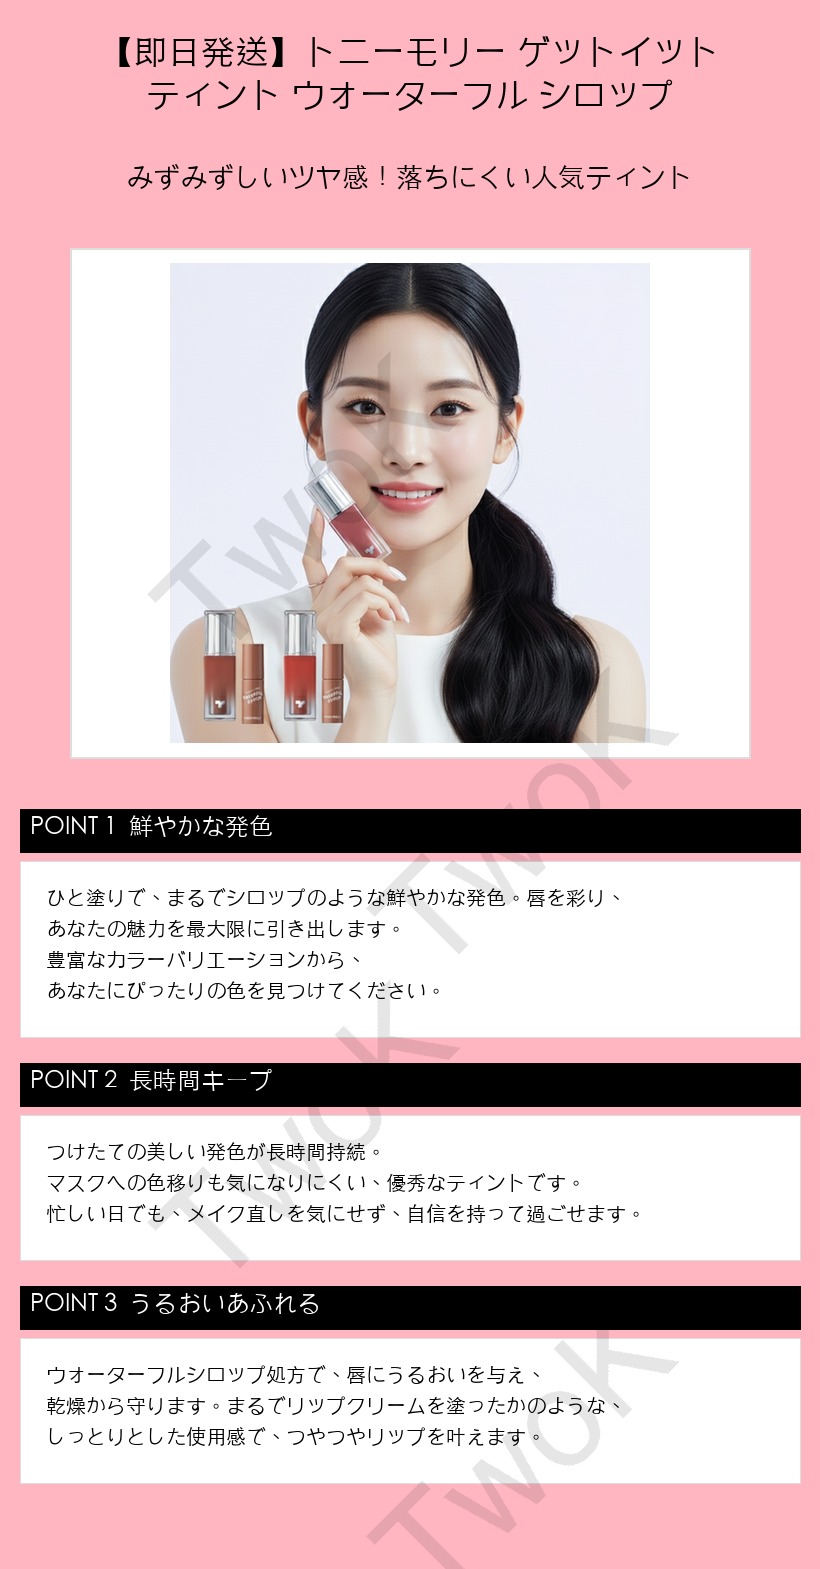 【即日発送】トニーモリー ゲットイット
ティント ウォーターフル シロップ
みずみずしいツヤ感！落ちにくい人気ティント
POINT 1 鮮やかな発色
ひと塗りで、まるでシロップのような鮮やかな発色。唇を彩り、
あなたの魅力を最大限に引き出します。
豊富なカラーバリエーションから、
あなたにぴったりの色を見つけてください。
POINT 2 長時間キープ
つけたての美しい発色が長時間持続。
マスクへの色移りも気になりにくい、優秀なティントです。
忙しい日でも、メイク直しを気にせず、自信を持って過ごせます。
POINT 3 うるおいあふれる
ウォーターフルシロップ処方で、唇にうるおいを与え、
乾燥から守ります。まるでリップクリームを塗ったかのような、
しっとりとした使用感で、つやつやリップを叶えます。
TwoK
TwoK
TwoK
TwoK